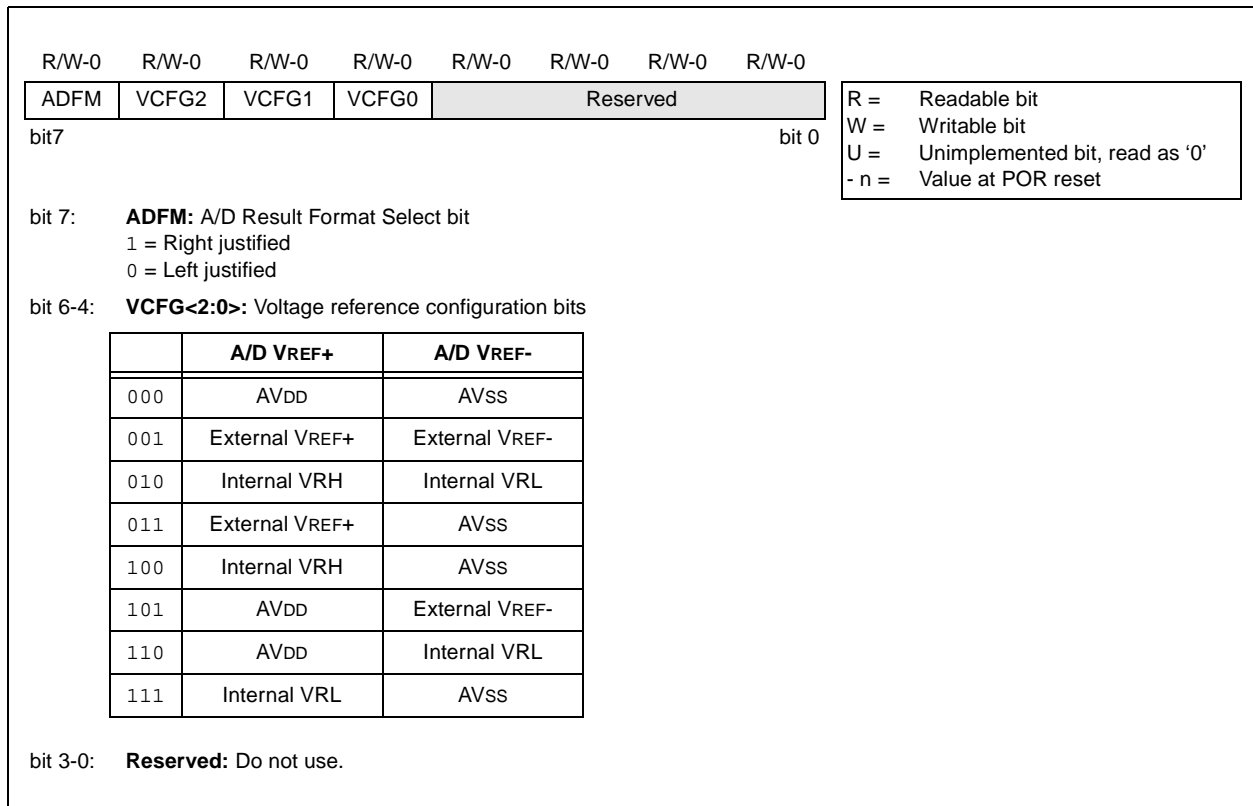 R/W-0 R/W-0 R/W-0 R/W-0 R/W-0 R/W-0 R/W-0 R/W-0
ADFM VCFG2 VCFG1 VCFG0 Reserved
bit7 bit 0
R = Readable bit
W = Writable bit
U = Unimplemented bit, read as ‘0’
- n = Value at POR reset
bit 7: ADFM: A/D Result Format Select bit
1 = Right justified
0 = Left justified
bit 6-4: VCFG<2:0>: Voltage reference configuration bits
A/D VREF+ A/D VREF-
000 AVDD AVSS
001 External VREF+ External VREF-
010 Internal VRH Internal VRL
011 External VREF+ AVSS
100 Internal VRH AVSS
101 AVDD External VREF-
110 AVDD Internal VRL
111 Internal VRL AVSS
bit 3-0: Reserved: Do not use.